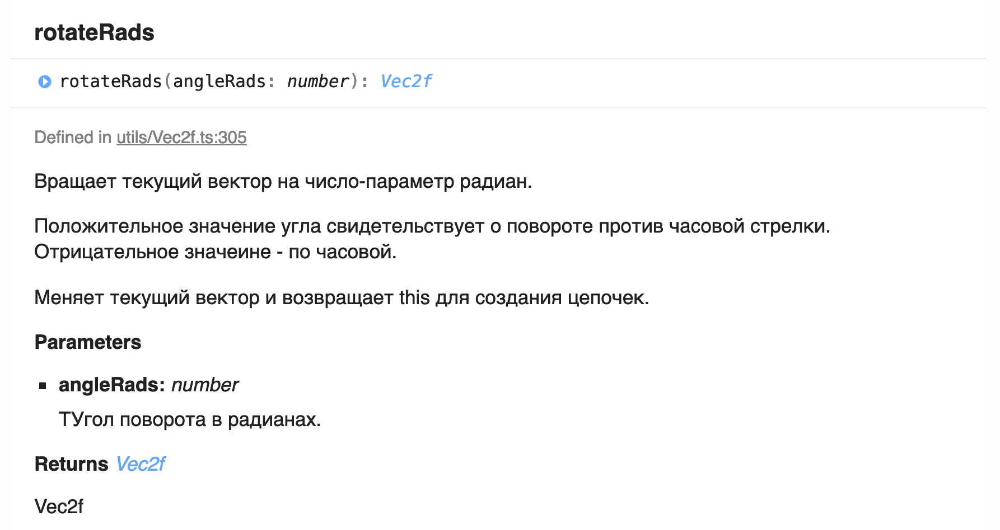 rotateRads
rotateRads(angleRads: number): Vec2f
Defined in utils/Vec2f.ts:305
Вращает текущий вектор на число-параметр радиан.
Положительное значение угла свидетельствует о повороте против часовой стрелки.
Отрицательное значеине - по часовой.
Меняет текущий вектор и возвращает this для создания цепочек.
Parameters
▪ angleRads: number
ТУгол поворота в радианах.
Returns Vec2f
Vec2f